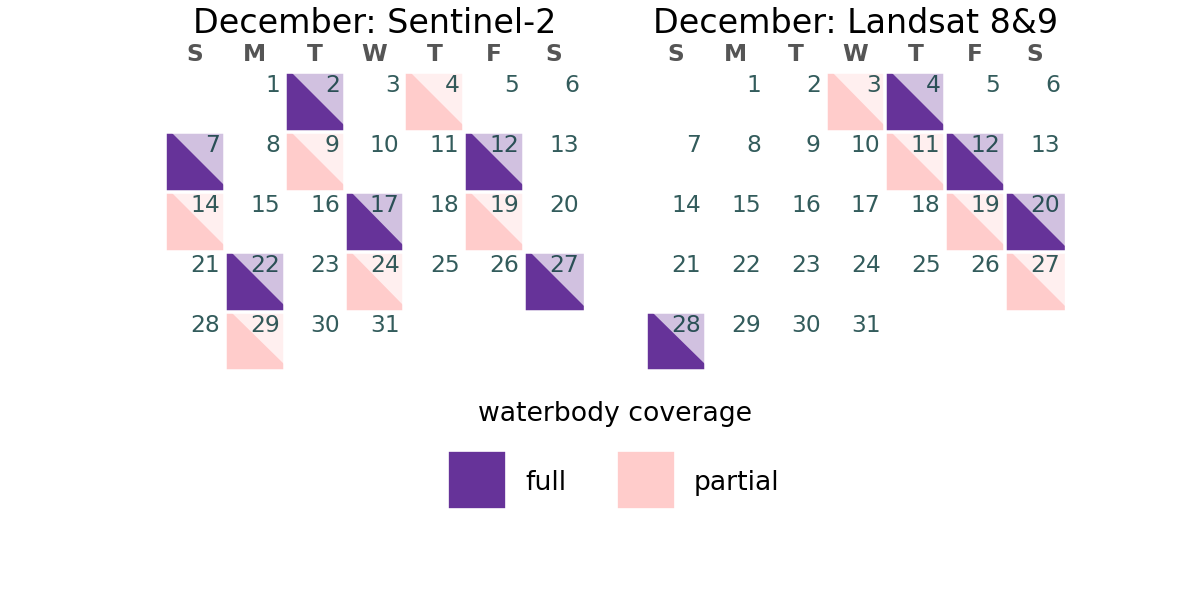 December: Sentinel-2
S M T W T F S
1 2 3 4 5 6
7 8 9 10 11 12 13
14 15 16 17 18 19 20
21 22 23 24 25 26 27
28 29 30 31
December: Landsat 8&9
S M T W T F S
1 2 3 4 5 6
7 8 9 10 11 12 13
14 15 16 17 18 19 20
21 22 23 24 25 26 27
28 29 30 31
waterbody coverage
full partial